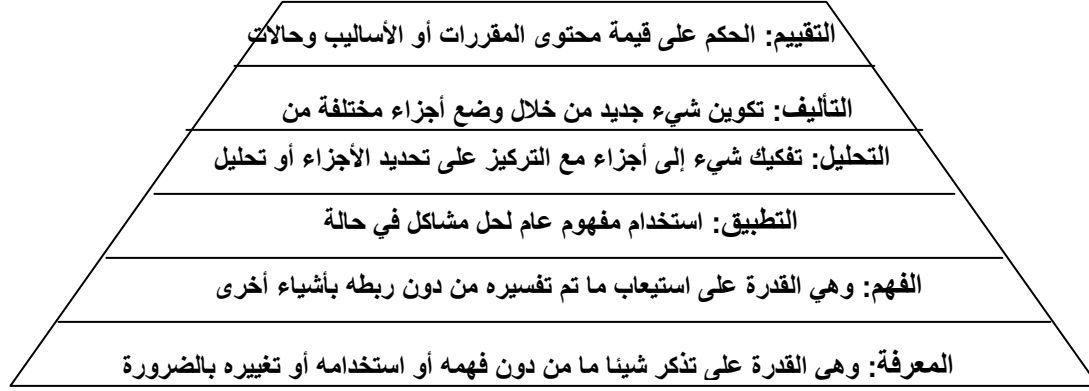 التقييم: الحكم على قيمة محتوى المقررات أو الأساليب وحالات
التأليف: تكوين شيء جديد من خلال وضع أجزاء مختلفة من
التحليل: تفكيك شيء إلى أجزاء مع التركيز على تحديد الأجزاء أو تحليل
التطبيق: استخدام مفهوم عام لحل مشاكل في حالة
الفهم: وهي القدرة على استيعاب ما تم تفسيره من دون ربطه بأشياء أخرى
المعرفة: وهي القدرة على تذكر شيئا ما من دون فهمه أو استخدامه أو تغييره بالضرورة